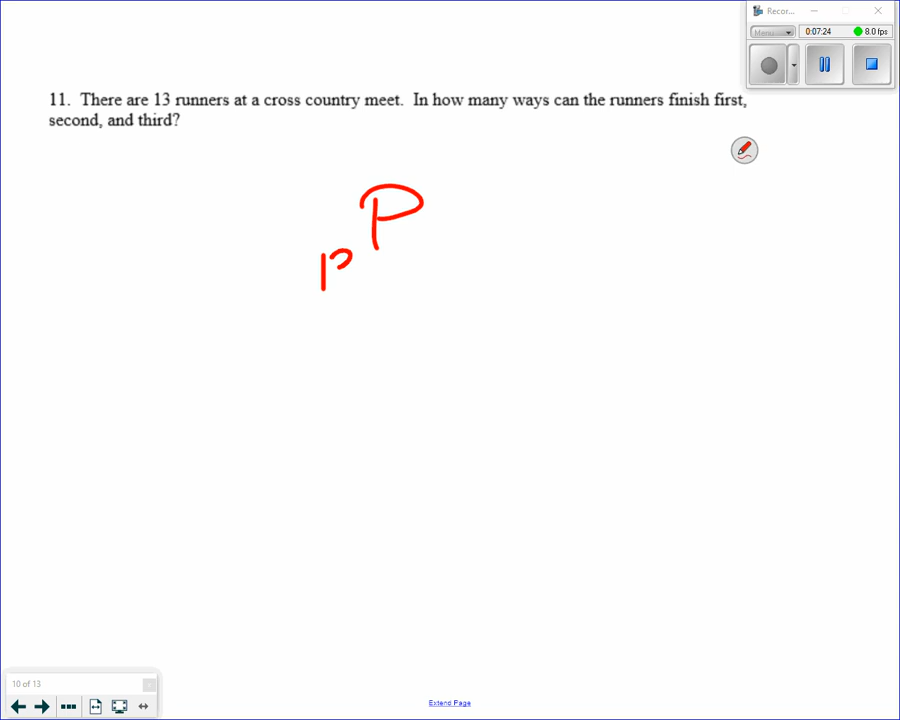 Recor...
Menu
0:07:24
8.0 fps
11. There are 13 runners at a cross country meet. In how many ways can the runners finish first,
second, and third?
P
10 of 13
Extend Page